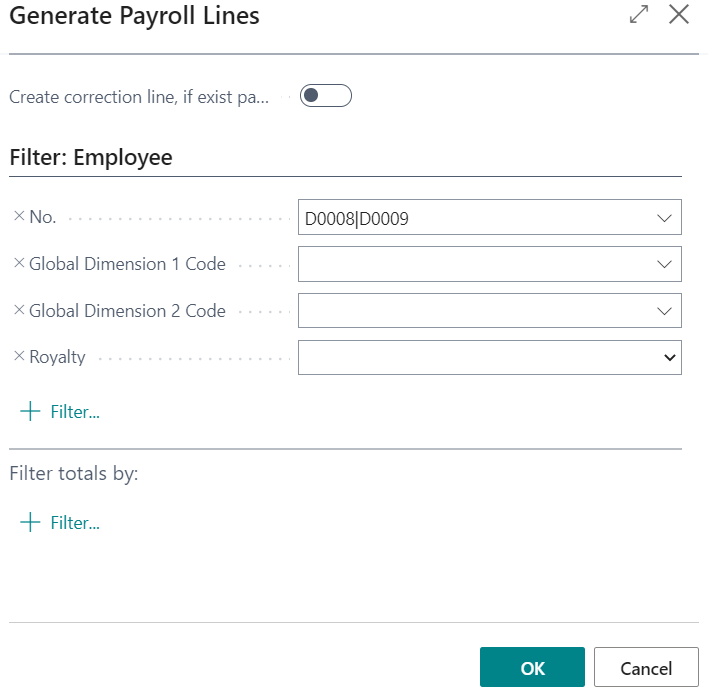 Generate Payroll Lines
Create correction line, if exist pa...
Filter: Employee
No.
D0008|D0009
Global Dimension 1 Code
Global Dimension 2 Code
Royalty
Filter...
Filter totals by:
Filter...
OK
Cancel